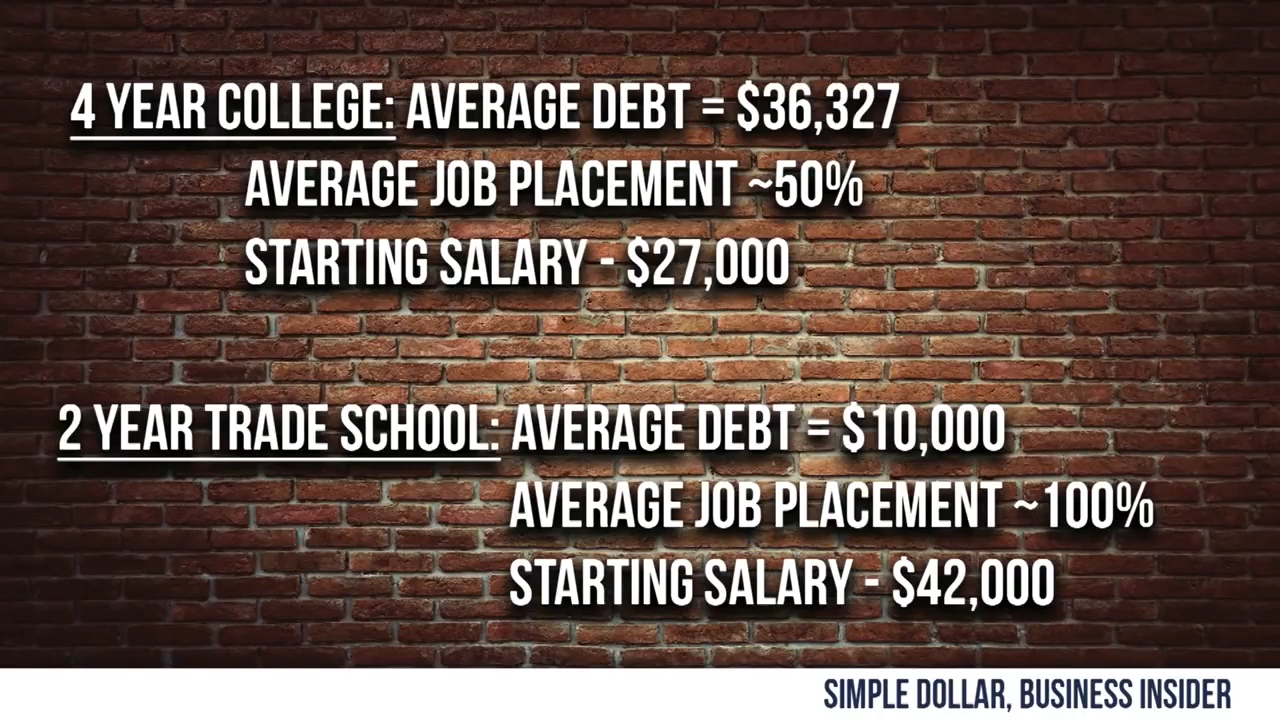 4 YEAR COLLEGE: AVERAGE DEBT = $36,327
AVERAGE JOB PLACEMENT ~50%
STARTING SALARY - $27,000
2 YEAR TRADE SCHOOL: AVERAGE DEBT = $10,000
AVERAGE JOB PLACEMENT ~100%
STARTING SALARY - $42,000
SIMPLE DOLLAR, BUSINESS INSIDER